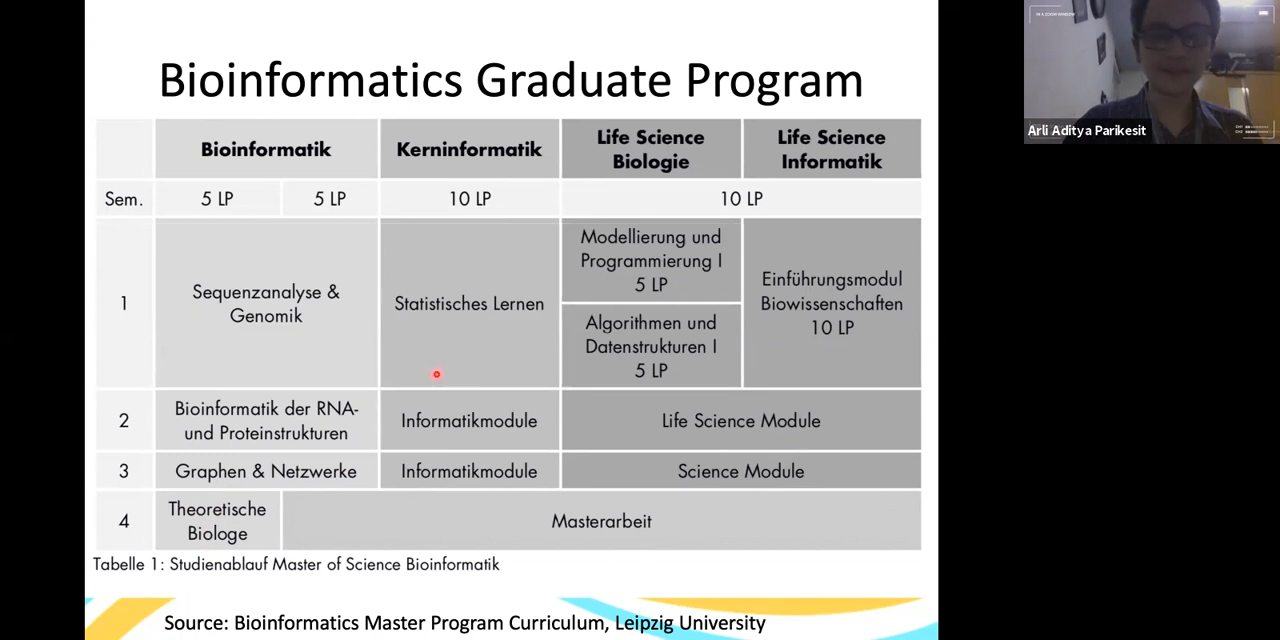 Bioinformatics Graduate Program
Bioinformatik
Kerninformatik
Life Science
Biologie
Life Science
Informatik
Sem.
5 LP
5 LP
10 LP
10 LP
1
Sequenzanalyse &
Genomik
Statistisches Lernen
Modellierung und
Programmierung I
5 LP
Algorithmen und
Datenstrukturen I
5 LP
Einführungsmodul
Biowissenschaften
10 LP
2
Bioinformatik der RNA-
und Proteinstrukturen
Informatikmodule
Life Science Module
3
Graphen & Netzwerke
Informatikmodule
Science Module
4
Theoretische
Biologe
Masterarbeit
Tabelle 1: Studienablauf Master of Science Bioinformatik
Source: Bioinformatics Master Program Curriculum, Leipzig University
Arli Aditya Parikesit